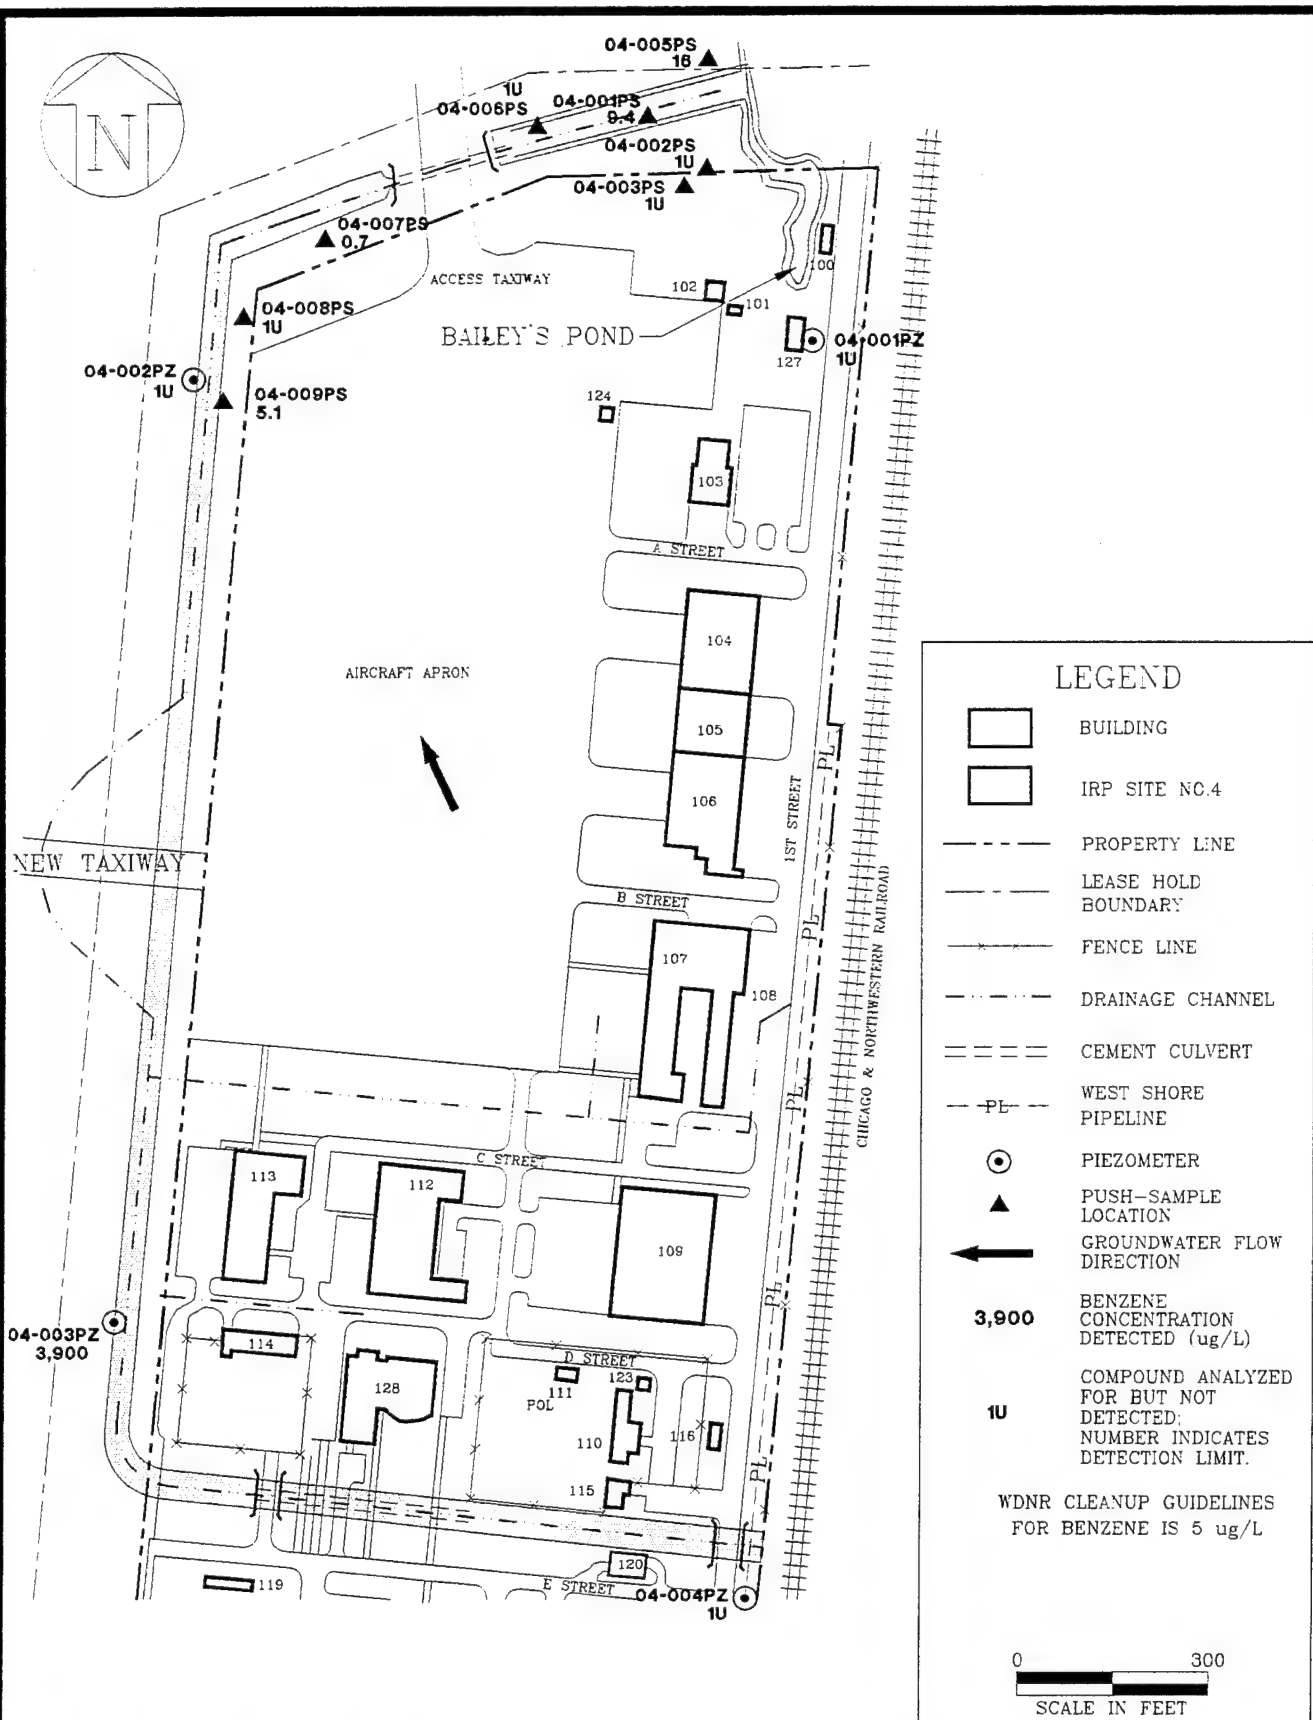 04-005PS
16
1U
04-006PS
04-001PS
9.4
N
04-002PS
1U
04-003PS
1U
04-007PS
0.7
100
ACCESS TAXIWAY
102
101
04-008PS
1U
BAILEY'S POND
04-001PZ
1U
127
04-002PZ
1U
04-009PS
5.1
124
103
A STREET
104
AIRCRAFT APRON
105
PL
106
1ST STREET
NEW TAXIWAY
B STREET
PL
107
108
CHICAGO & NORTHWESTERN RAILROAD
PL
C STREET
113
112
109
PL
04-003PZ
3,900
114
D STREET
128
111
123
POL
110
116
PL
115
120
119
E STREET
04-004PZ
1U
LEGEND
BUILDING
IRP SITE NO.4
PROPERTY LINE
LEASE HOLD
BOUNDARY
FENCE LINE
DRAINAGE CHANNEL
CEMENT CULVERT
PL
WEST SHORE
PIPELINE
PIEZOMETER
PUSH-SAMPLE
LOCATION
GROUNDWATER FLOW
DIRECTION
3,900
BENZENE
CONCENTRATION
DETECTED (ug/L)
1U
COMPOUND ANALYZED
FOR BUT NOT
DETECTED;
NUMBER INDICATES
DETECTION LIMIT.
WDNR CLEANUP GUIDELINES
FOR BENZENE IS 5 ug/L
0 300
SCALE IN FEET